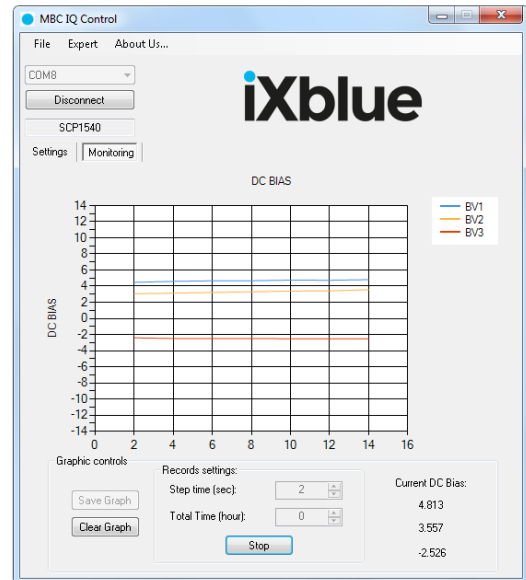 MBC IQ Control
File Expert About Us...
COM8
Disconnect
SCP1540
Settings Monitoring
iXblue
DC BIAS
14
12
10
8
6
4
2
0
-2
-4
-6
-8
-10
-12
-14
DC BIAS
0 2 4 6 8 10 12 14 16
BV1
BV2
BV3
Graphic controls
Save Graph
Clear Graph
Records settings:
Step time (sec): 2
Total Time (hour): 0
Stop
Current DC Bias:
4.813
3.557
-2.526